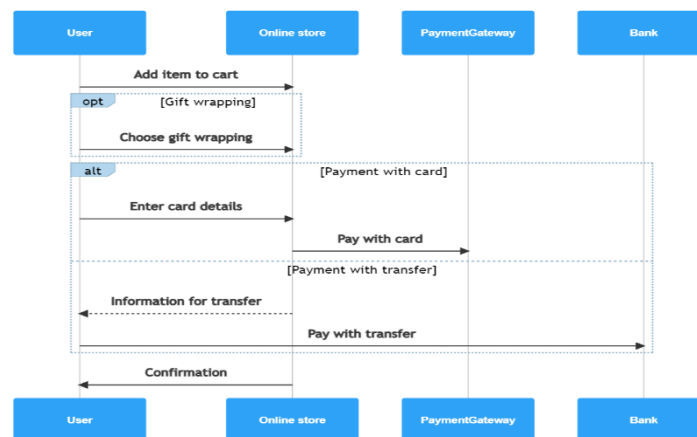 User Online store PaymentGateway Bank
Add item to cart
opt [Gift wrapping]
Choose gift wrapping
alt [Payment with card]
Enter card details
Pay with card
[Payment with transfer]
Information for transfer
Pay with transfer
Confirmation
User Online store PaymentGateway Bank